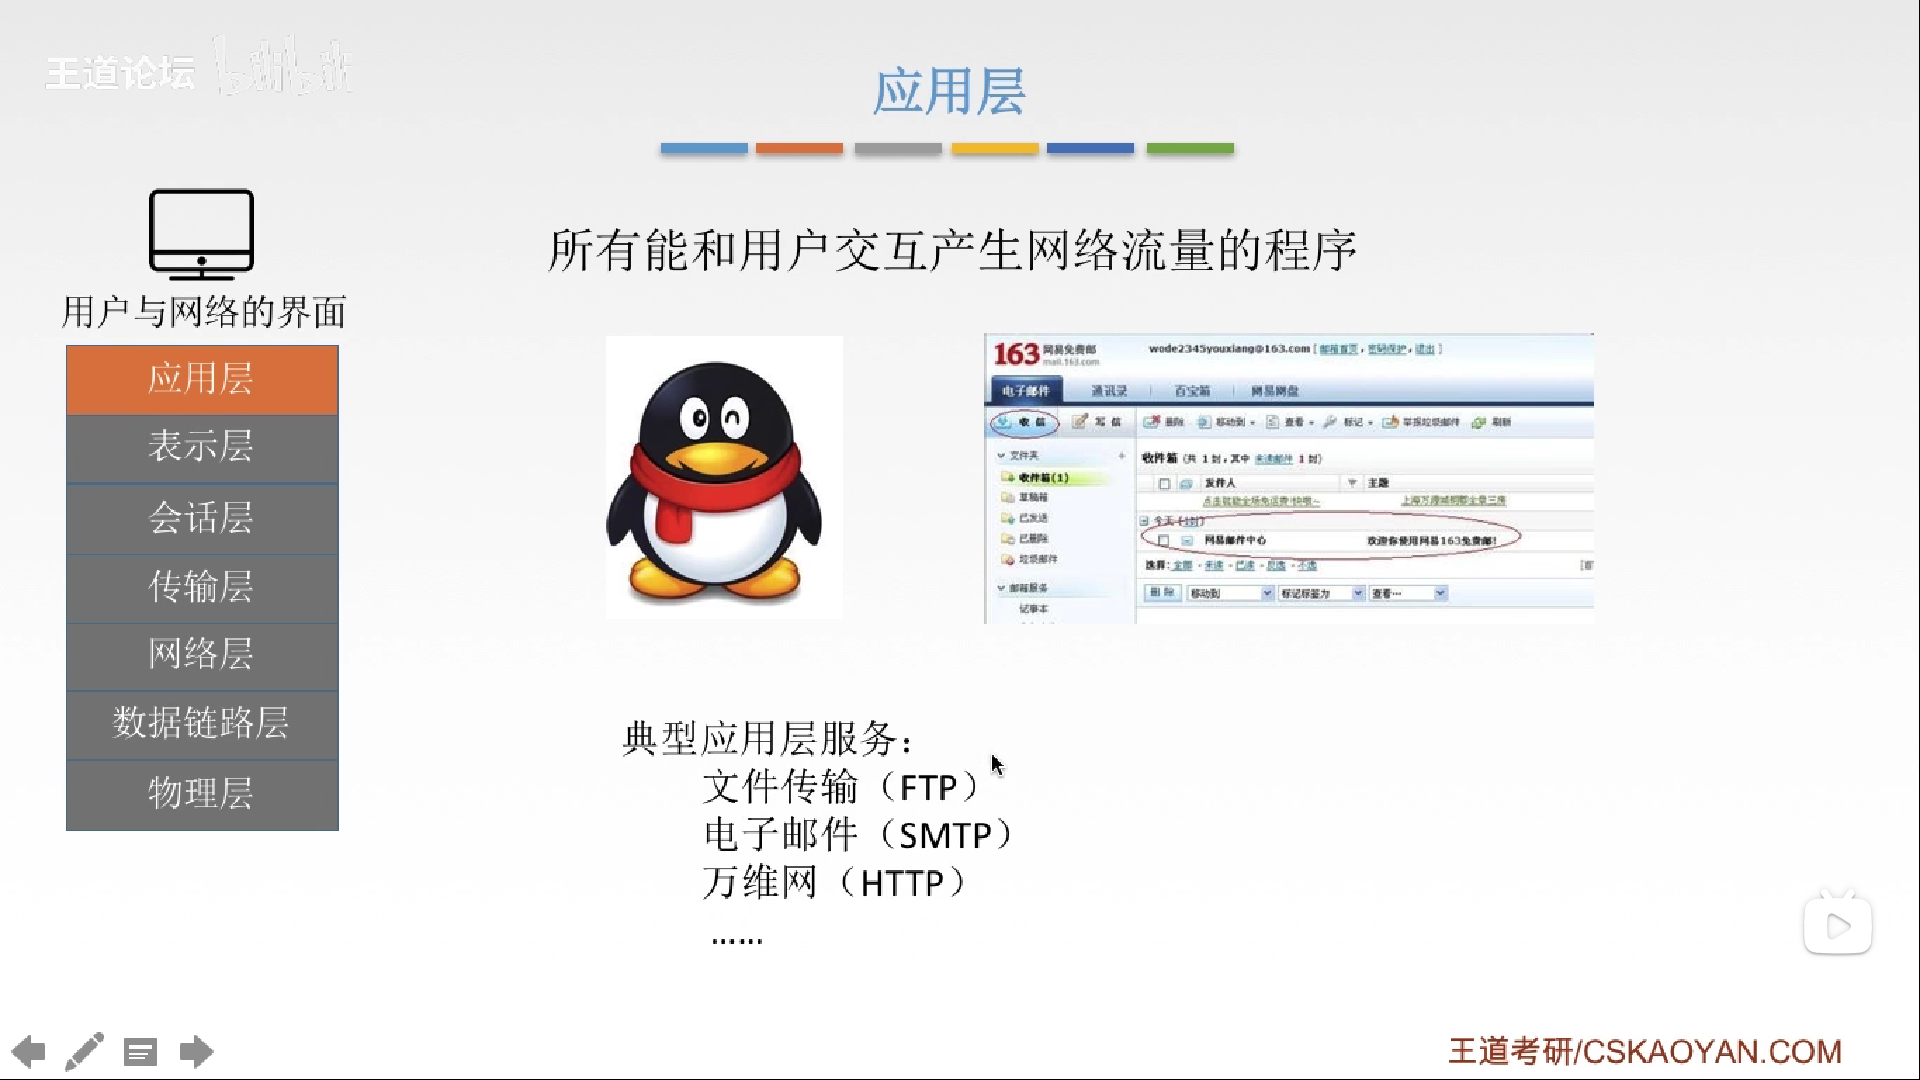 王道论坛 bilibili
应用层
用户与网络的界面
应用层
表示层
会话层
传输层
网络层
数据链路层
物理层
所有能和用户交互产生网络流量的程序
163 网易免费邮
mail.163.com
wode2345youxiang@163.com [邮箱首页，密码保护，退出]
电子邮件 通讯录 百宝箱 网易网盘
收信 写信 删除 移动到 查看 标记 举报垃圾邮件 刷新
文件夹
收件箱(1)
草稿箱
已发送
已删除
垃圾邮件
邮箱服务
记事本
收件箱 (共 1 封，其中 未读邮件 1 封)
发件人 主题
今天 (1封)
网易邮件中心 欢迎你使用网易163免费邮!
选择: 全部 - 未读 - 已读 - 反选 - 不选
删除 移动到 标记标签为 查看…
典型应用层服务：
文件传输（FTP）
电子邮件（SMTP）
万维网（HTTP）
……
王道考研/CSKAOYAN.COM